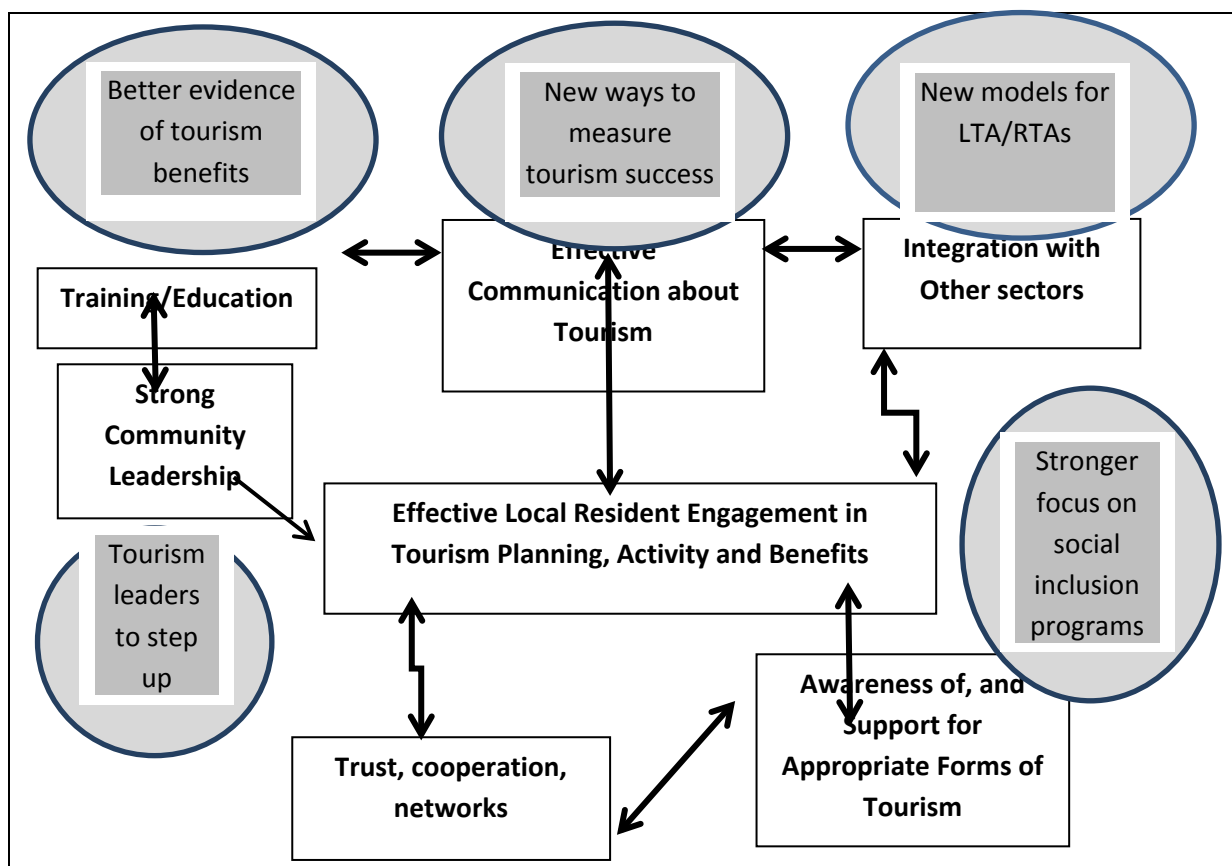 Better evidence
of tourism
benefits
New ways to
measure
tourism success
New models for
LTA/RTAs
Training/Education
Effective
Communication about
Tourism
Integration with
Other sectors
Strong
Community
Leadership
Effective Local Resident Engagement in
Tourism Planning, Activity and Benefits
Stronger
focus on
social
inclusion
programs
Tourism
leaders
to step
up
Trust, cooperation,
networks
Awareness of, and
Support for
Appropriate Forms of
Tourism